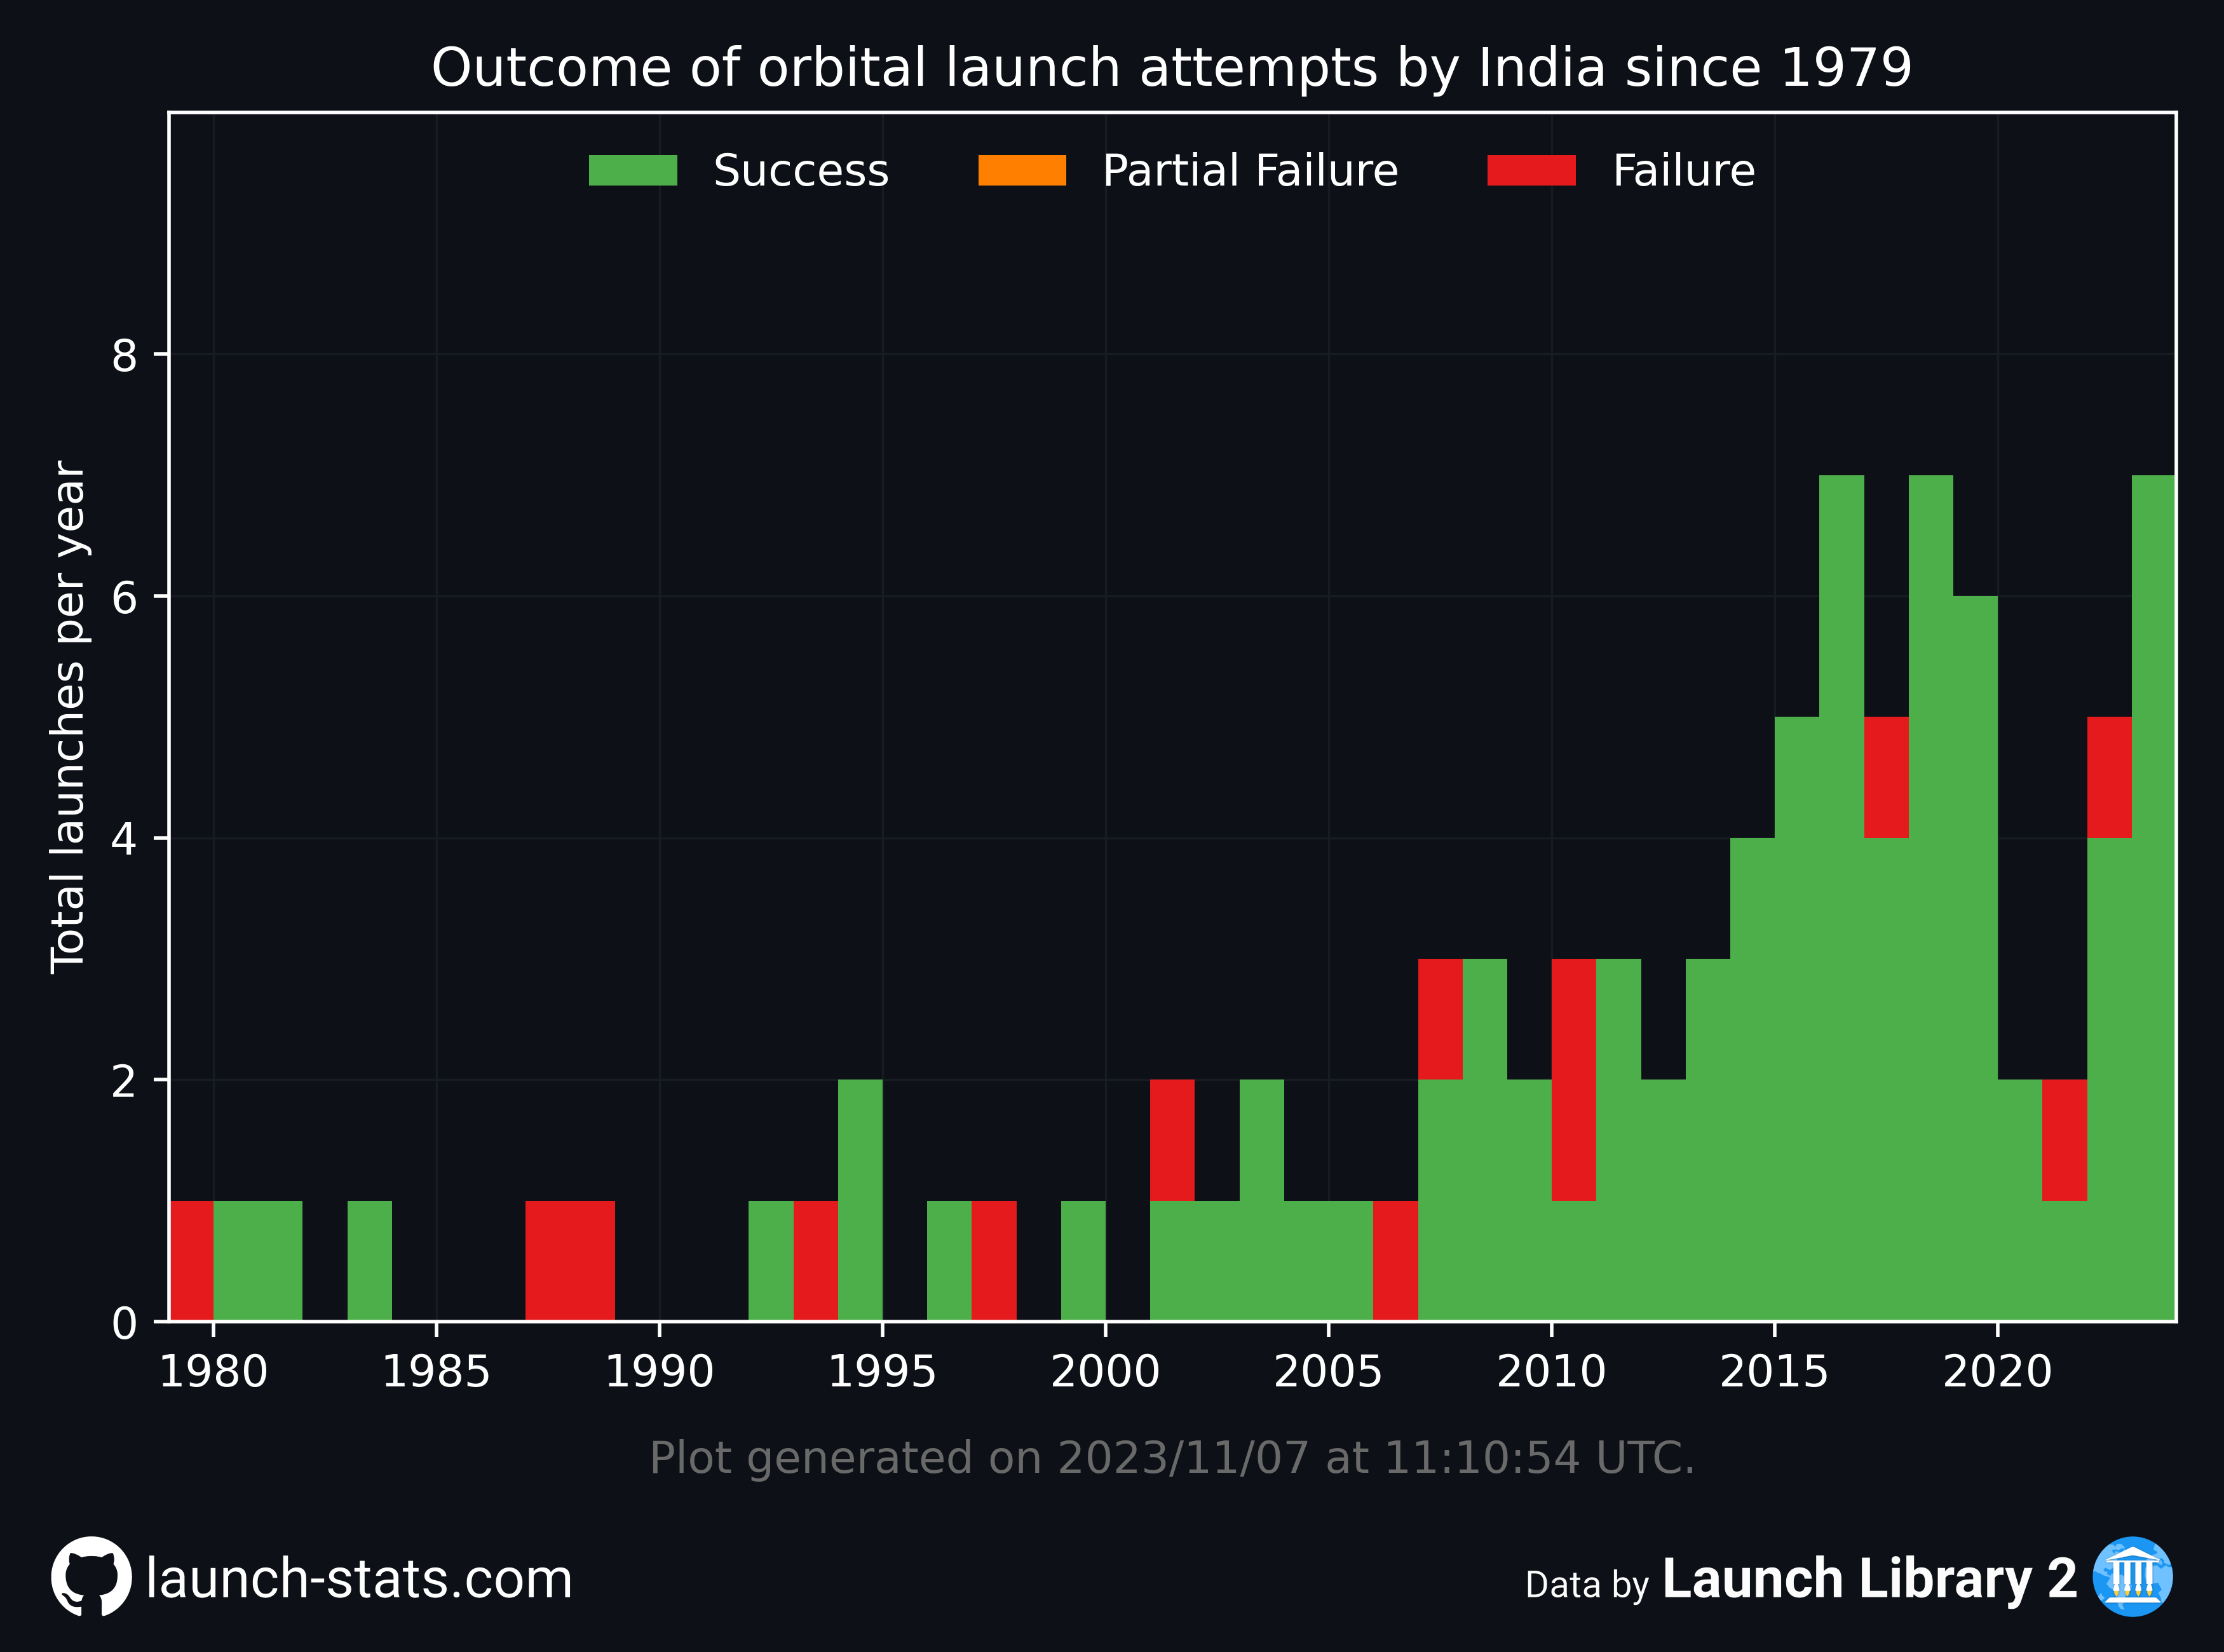 Outcome of orbital launch attempts by India since 1979
Success Partial Failure Failure
Total launches per year
8
6
4
2
0
1980 1985 1990 1995 2000 2005 2010 2015 2020
Plot generated on 2023/11/07 at 11:10:54 UTC.
launch-stats.com
Data by Launch Library 2